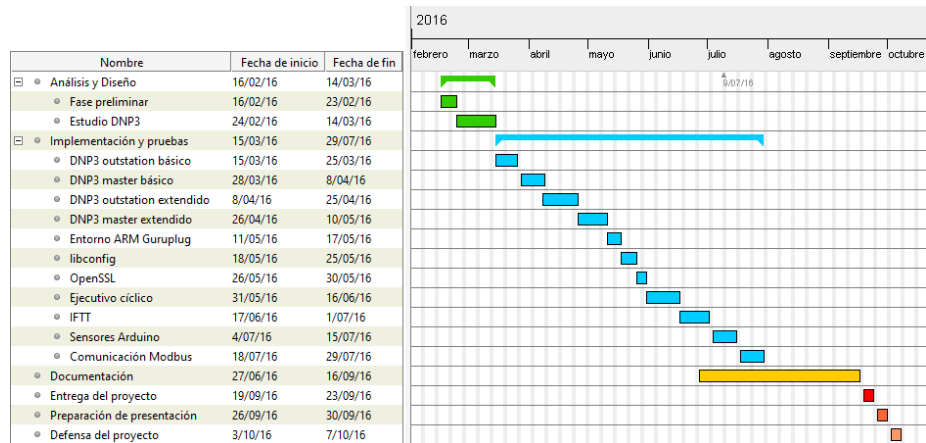 2016
febrero marzo abril mayo junio julio agosto septiembre octubre
Nombre Fecha de inicio Fecha de fin
Análisis y Diseño 16/02/16 14/03/16 9/07/16
Fase preliminar 16/02/16 23/02/16
Estudio DNP3 24/02/16 14/03/16
Implementación y pruebas 15/03/16 29/07/16
DNP3 outstation básico 15/03/16 25/03/16
DNP3 master básico 28/03/16 8/04/16
DNP3 outstation extendido 8/04/16 25/04/16
DNP3 master extendido 26/04/16 10/05/16
Entorno ARM Guruplug 11/05/16 17/05/16
libconfig 18/05/16 25/05/16
OpenSSL 26/05/16 30/05/16
Ejecutivo cíclico 31/05/16 16/06/16
IFTT 17/06/16 1/07/16
Sensores Arduino 4/07/16 15/07/16
Comunicación Modbus 18/07/16 29/07/16
Documentación 27/06/16 16/09/16
Entrega del proyecto 19/09/16 23/09/16
Preparación de presentación 26/09/16 30/09/16
Defensa del proyecto 3/10/16 7/10/16